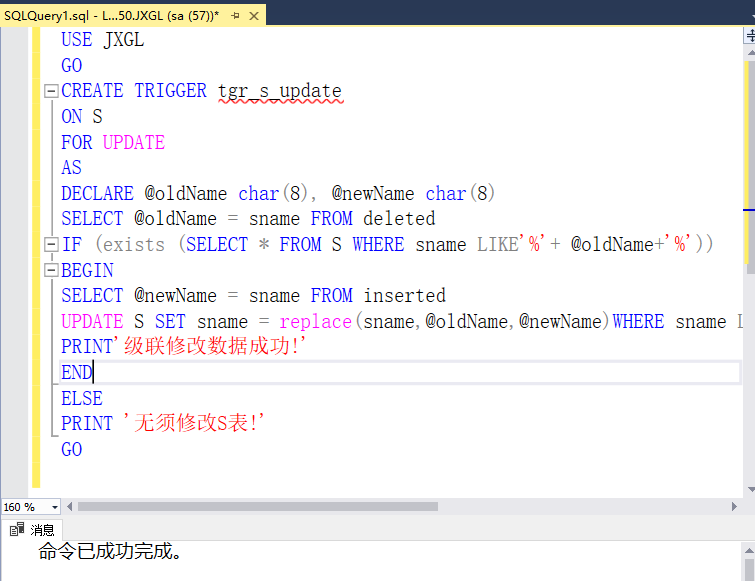 SQLQuery1.sql - L...50.JXGL (sa (57))*
USE JXGL
GO
CREATE TRIGGER tgr_s_update
ON S
FOR UPDATE
AS
DECLARE @oldName char(8), @newName char(8)
SELECT @oldName = sname FROM deleted
IF (exists (SELECT * FROM S WHERE sname LIKE'%'+ @oldName+'%'))
BEGIN
SELECT @newName = sname FROM inserted
UPDATE S SET sname = replace(sname,@oldName,@newName)WHERE sname L
PRINT'级联修改数据成功!'
END
ELSE
PRINT '无须修改S表!'
GO
160 %
消息
命令已成功完成。